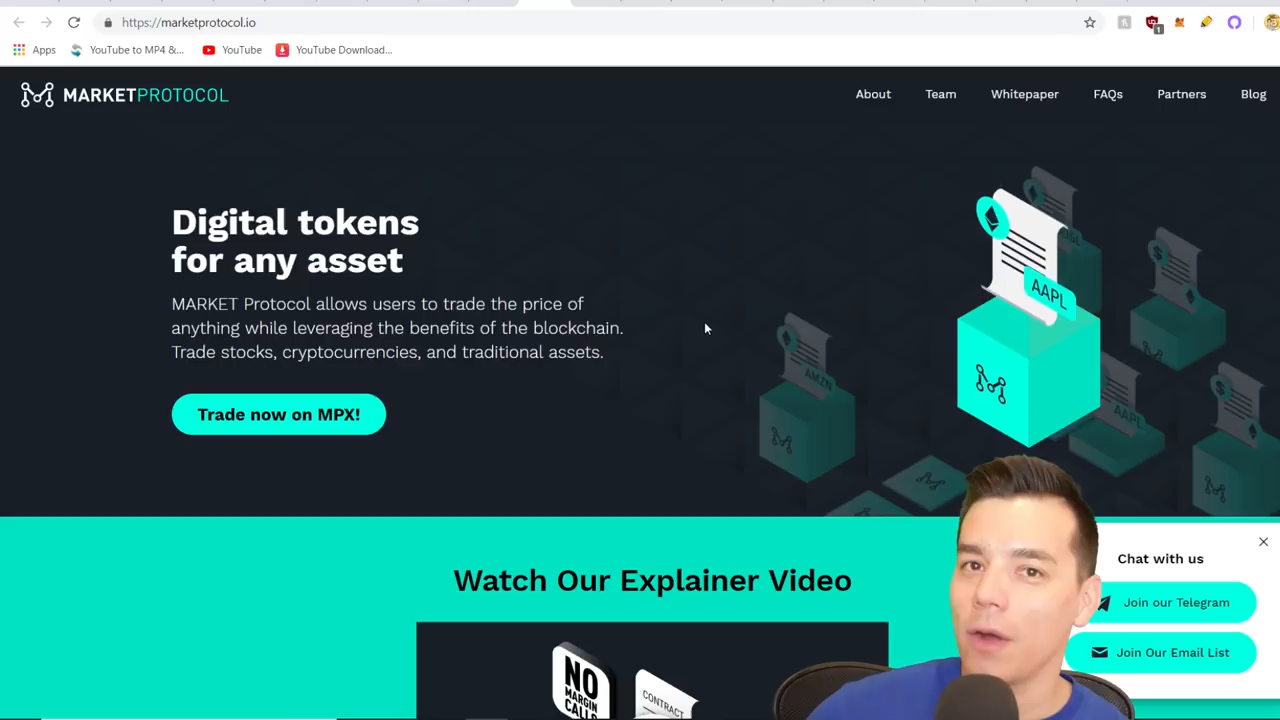 https://marketprotocol.io
1
Apps
YouTube to MP4 &...
YouTube
YouTube Download...
MARKETPROTOCOL
About
Team
Whitepaper
FAQs
Partners
Blog
Digital tokens
for any asset
MARKET Protocol allows users to trade the price of
anything while leveraging the benefits of the blockchain.
Trade stocks, cryptocurrencies, and traditional assets.
Trade now on MPX!
AAPL
AMZN
AAPL
Watch Our Explainer Video
NO
MARGIN
CALLS
CONTRACT
Chat with us
Join our Telegram
Join Our Email List